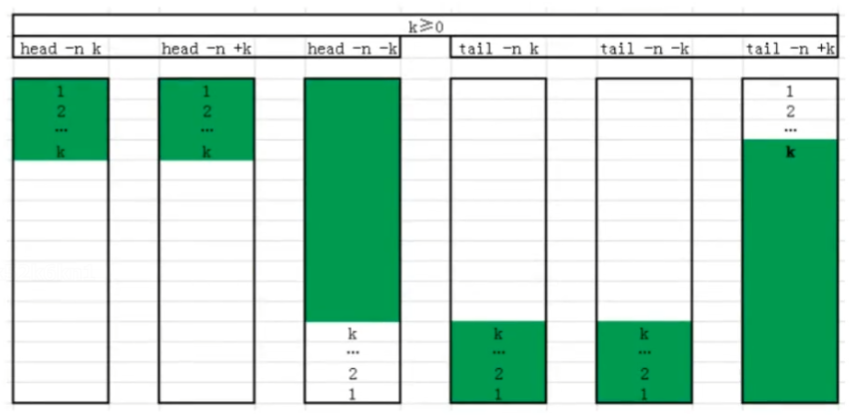 k≥0
head -n k head -n +k head -n -k tail -n k tail -n -k tail -n +k
1 1 1
2 2 2
... ... ...
k k k
k k k
... ... ...
2 2 2
1 1 1